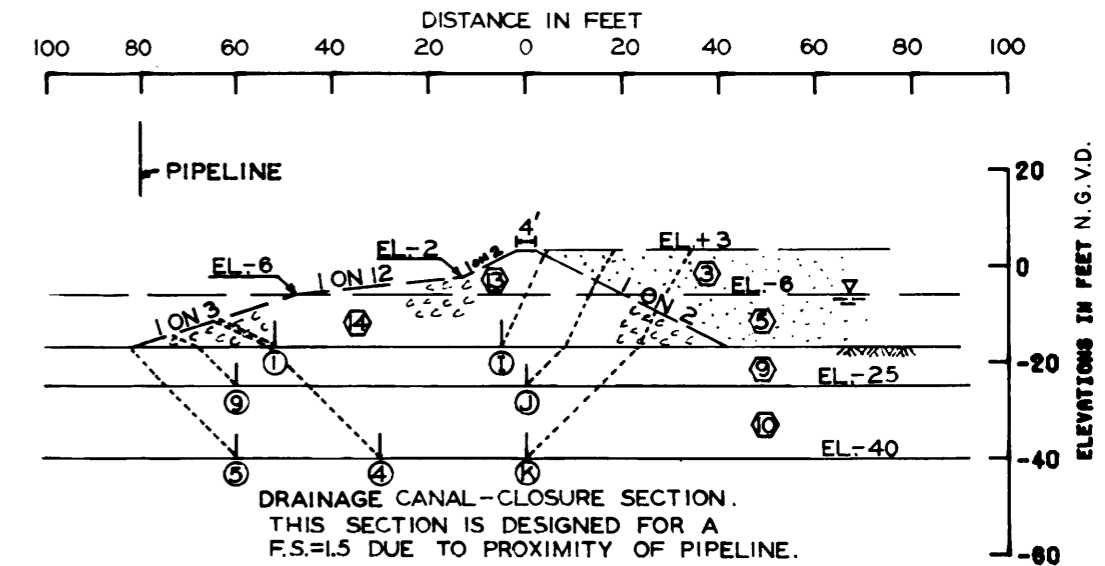 DISTANCE IN FEET
100 80 60 40 20 0 20 40 60 80 100
PIPELINE
20
4'
EL.-2
1 ON 2
EL.+3
EL.-6
1 ON 12
13
3
0
EL.-6
1 ON 3
14
1 ON 2
5
1
I
-20
9
EL.-25
9
J
10
EL.-40
-40
5
4
K
DRAINAGE CANAL-CLOSURE SECTION.
THIS SECTION IS DESIGNED FOR A
F.S.=1.5 DUE TO PROXIMITY OF PIPELINE.
-60
ELEVATIONS IN FEET N.G.V.D.